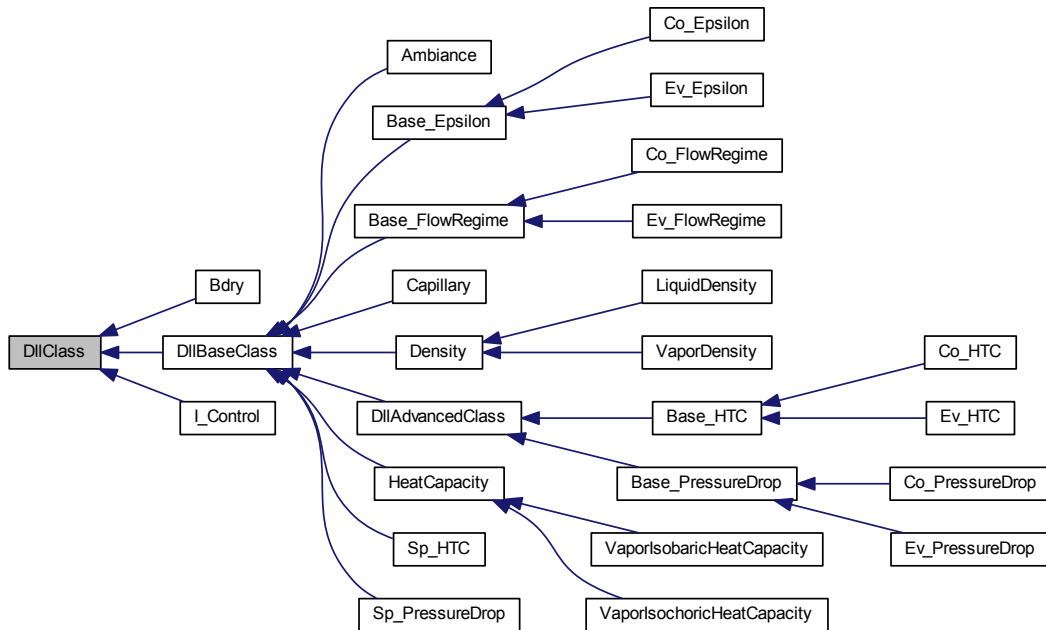 DllClass
Bdry
DllBaseClass
I_Control
Ambiance
Base_Epsilon
Co_Epsilon
Ev_Epsilon
Base_FlowRegime
Co_FlowRegime
Ev_FlowRegime
Capillary
Density
LiquidDensity
VaporDensity
DllAdvancedClass
Base_HTC
Co_HTC
Ev_HTC
Base_PressureDrop
Co_PressureDrop
Ev_PressureDrop
HeatCapacity
VaporIsobaricHeatCapacity
VaporIsochoricHeatCapacity
Sp_HTC
Sp_PressureDrop